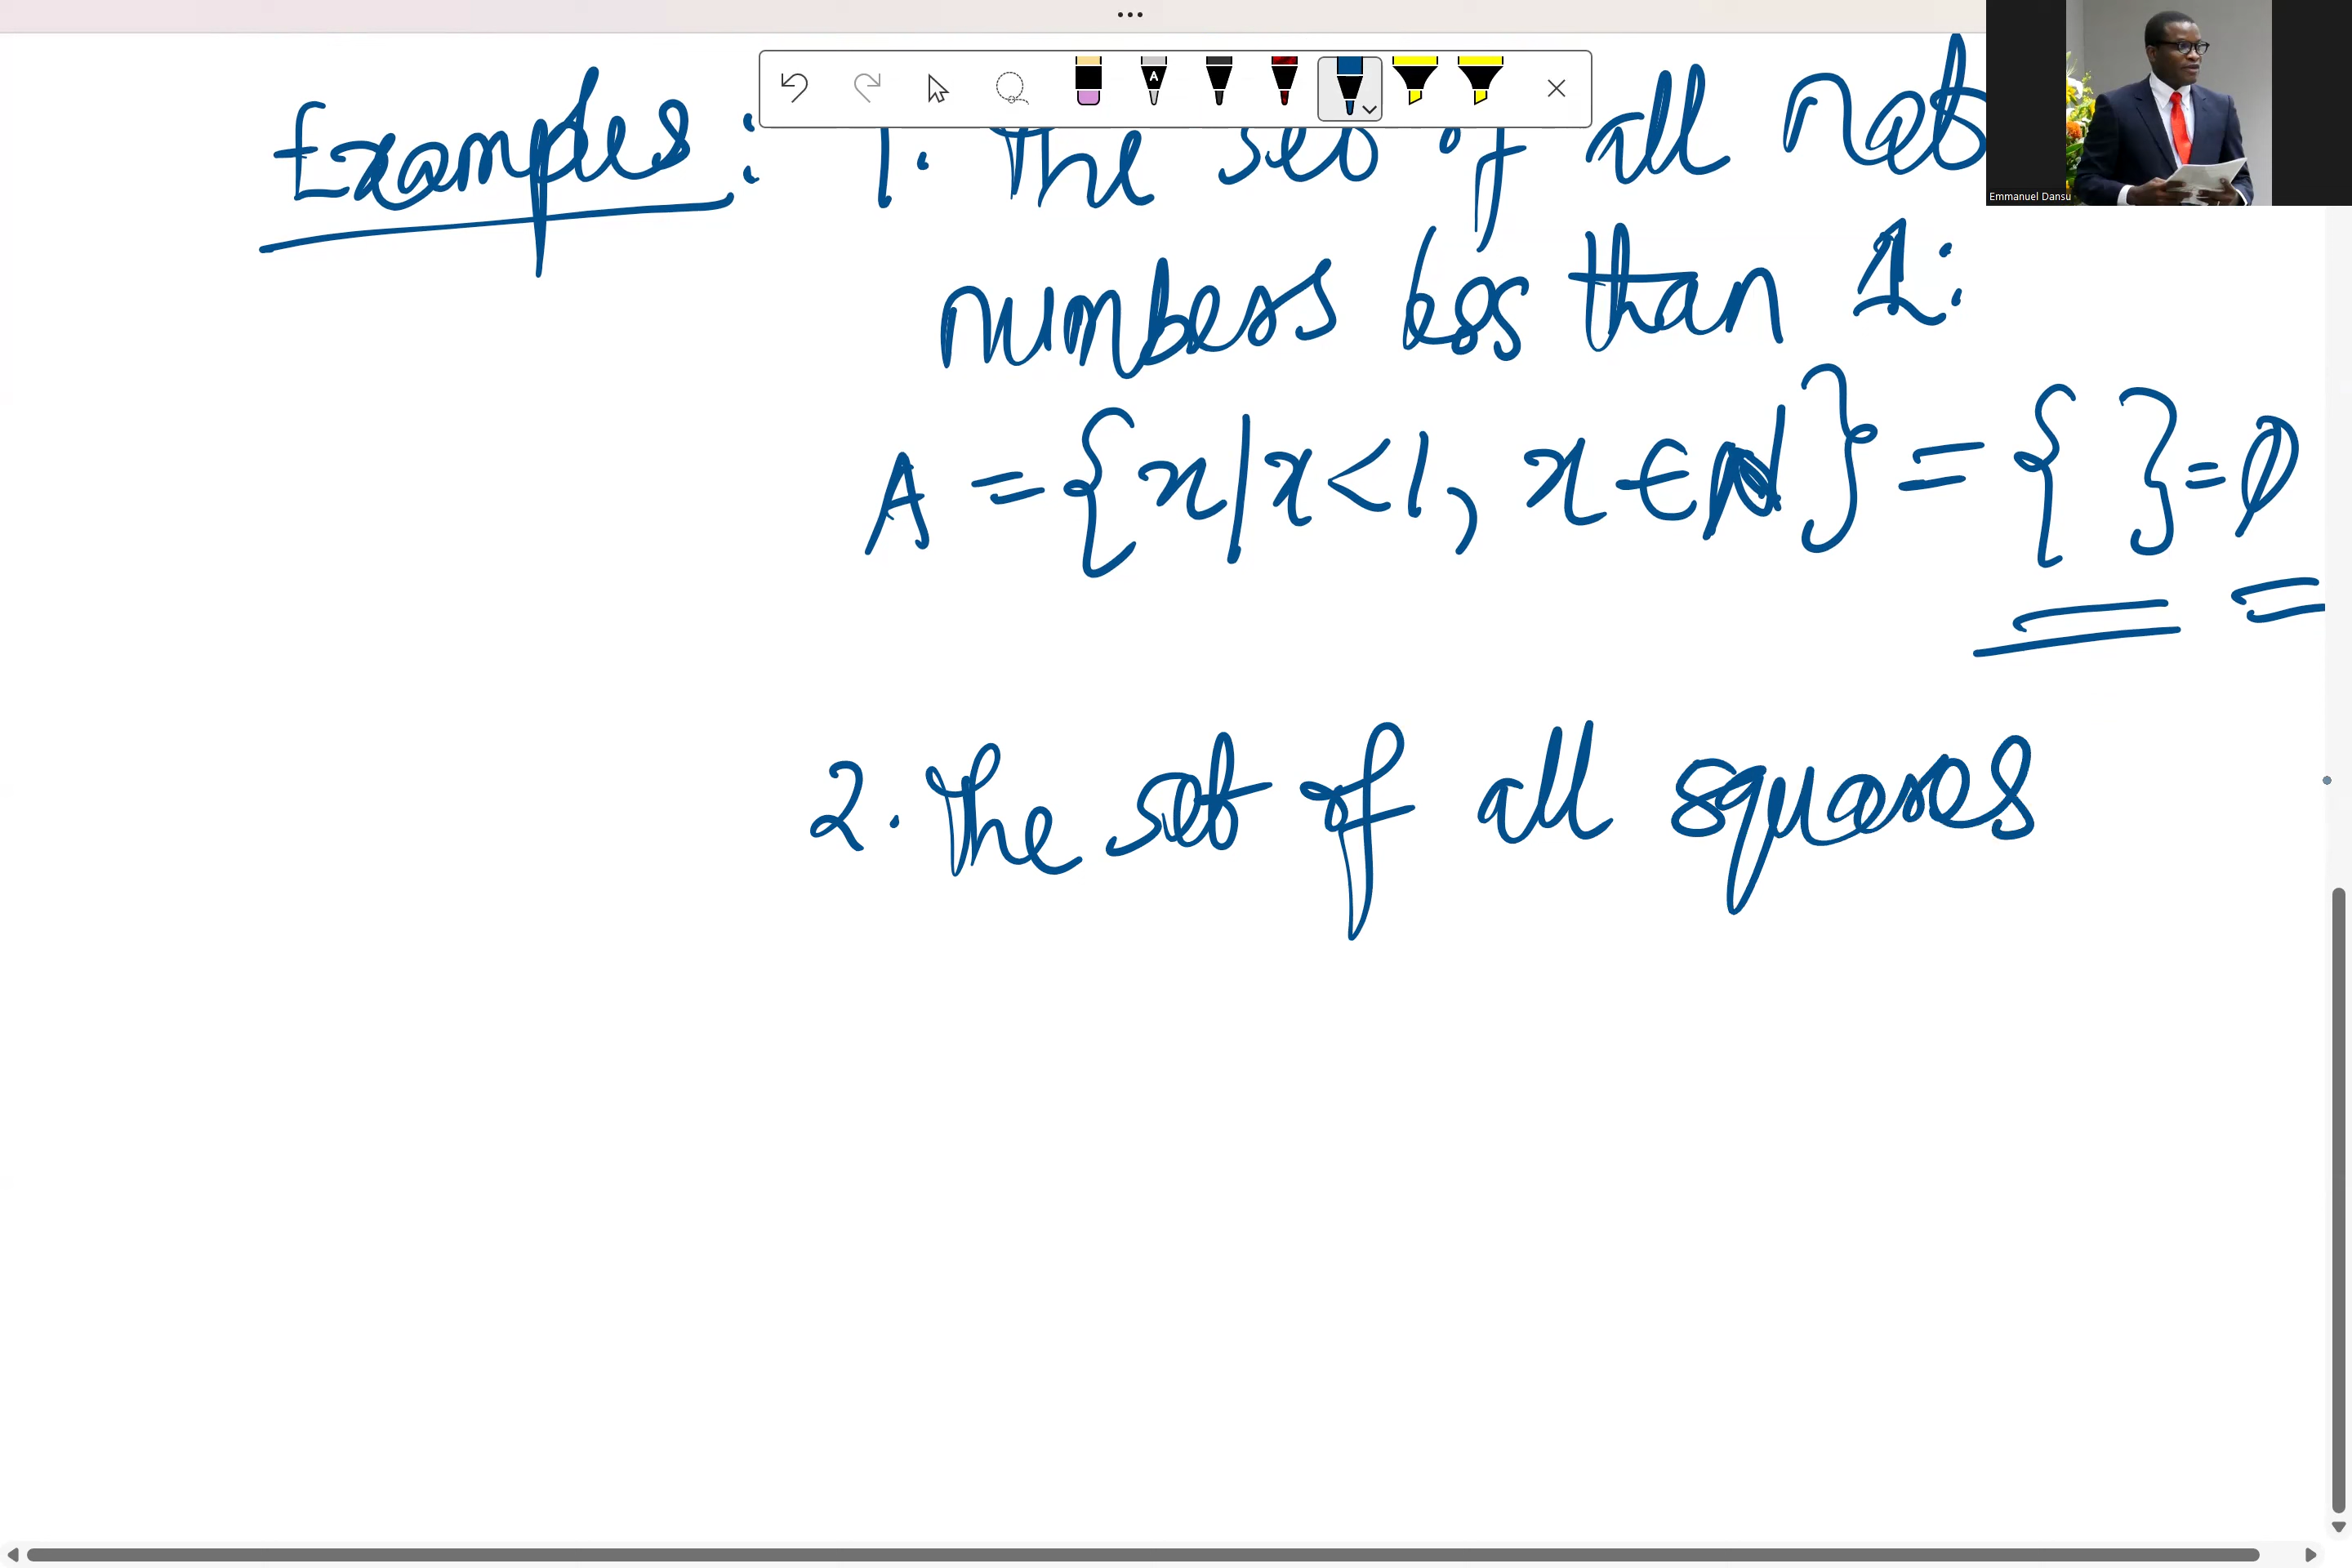 Examples: 1. The set of all nat
Emmanuel Dansu
numbers less than 1:
A = {x | x < 1, x ∈ ℕ} = { } = ∅
2. The set of all squares